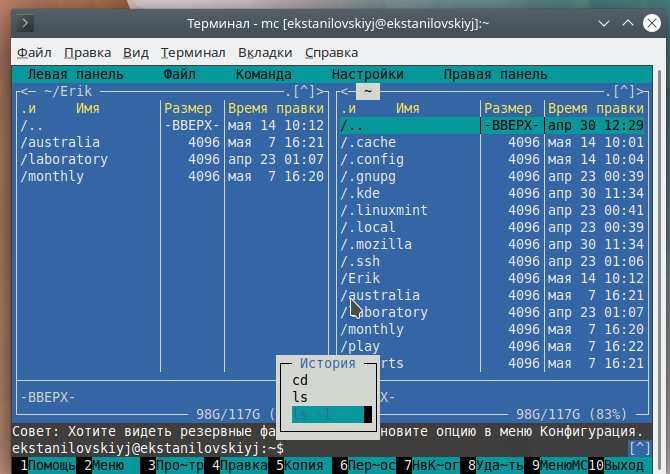 Терминал - mc [ekstanilovskiyj@ekstanilovskiyj]:~
Файл Правка Вид Терминал Вкладки Справка
Левая панель Файл Команда Настройки Правая панель
<─ ~/Erik .[^]>
.и Имя Размер Время правки
/.. -ВВЕРХ- мая 14 10:12
/australia 4096 мая 7 16:21
/laboratory 4096 апр 23 01:07
/monthly 4096 мая 7 16:20
-ВВЕРХ-
98G/117G (
<─ ~ .[^]>
.и Имя Размер Время правки
/.. -ВВЕРХ- апр 30 12:29
/.cache 4096 мая 14 10:01
/.config 4096 мая 14 10:04
/.gnupg 4096 апр 23 00:39
/.kde 4096 апр 30 11:34
/.linuxmint 4096 апр 23 00:41
/.local 4096 апр 23 00:39
/.mozilla 4096 апр 30 11:34
/.ssh 4096 апр 23 01:06
/Erik 4096 мая 14 10:12
/australia 4096 мая 7 16:21
/laboratory 4096 апр 23 01:07
/monthly 4096 мая 7 16:20
/play 4096 мая 7 16:22
rts 4096 мая 7 16:21
Х-
98G/117G (83%)
История
cd
ls
ls -l
Совет: Хотите видеть резервные фа новите опцию в меню Конфигурация.
ekstanilovskiyj@ekstanilovskiyj:~$ [^]
1Помощь 2Меню 3Про~тр 4Правка 5Копия 6Пер~ос 7НвК~ог 8Уда~ть 9МенюMC 10Выход